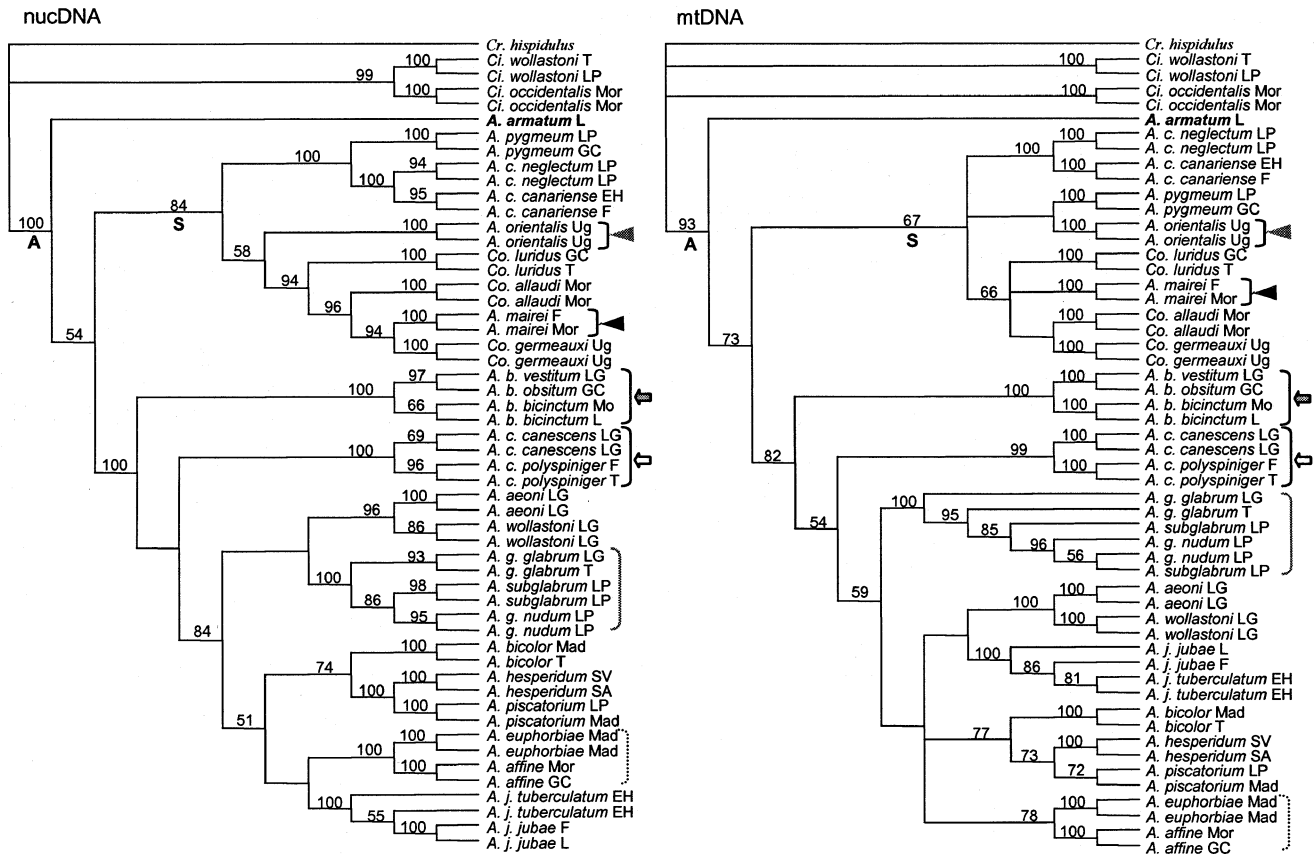 nucDNA
Cr. hispidulus
Ci. wollastoni T
Ci. wollastoni LP
Ci. occidentalis Mor
Ci. occidentalis Mor
A. armatum L
A. pygmeum LP
A. pygmeum GC
A. c. neglectum LP
A. c. neglectum LP
A. c. canariense EH
A. c. canariense F
A. orientalis Ug
A. orientalis Ug
Co. luridus GC
Co. luridus T
Co. allaudi Mor
Co. allaudi Mor
A. mairei F
A. mairei Mor
Co. germeauxi Ug
Co. germeauxi Ug
A. b. vestitum LG
A. b. obsitum GC
A. b. bicinctum Mo
A. b. bicinctum L
A. c. canescens LG
A. c. canescens LG
A. c. polyspiniger F
A. c. polyspiniger T
A. aeoni LG
A. aeoni LG
A. wollastoni LG
A. wollastoni LG
A. g. glabrum LG
A. g. glabrum T
A. subglabrum LP
A. subglabrum LP
A. g. nudum LP
A. g. nudum LP
A. bicolor Mad
A. bicolor T
A. hesperidum SV
A. hesperidum SA
A. piscatorium LP
A. piscatorium Mad
A. euphorbiae Mad
A. euphorbiae Mad
A. affine Mor
A. affine GC
A. j. tuberculatum EH
A. j. tuberculatum EH
A. j. jubae F
A. j. jubae L
100
99
100
100
100
100
94
100
95
84
S
100
A
100
58
100
94
100
96
100
94
100
54
97
100
66
69
100
96
100
100
96
86
93
100
98
86
95
84
100
74
100
100
100
51
100
100
100
100
55
100
mtDNA
Cr. hispidulus
Ci. wollastoni T
Ci. wollastoni LP
Ci. occidentalis Mor
Ci. occidentalis Mor
A. armatum L
A. c. neglectum LP
A. c. neglectum LP
A. c. canariense EH
A. c. canariense F
A. pygmeum LP
A. pygmeum GC
A. orientalis Ug
A. orientalis Ug
Co. luridus GC
Co. luridus T
A. mairei F
A. mairei Mor
Co. allaudi Mor
Co. allaudi Mor
Co. germeauxi Ug
Co. germeauxi Ug
A. b. vestitum LG
A. b. obsitum GC
A. b. bicinctum Mo
A. b. bicinctum L
A. c. canescens LG
A. c. canescens LG
A. c. polyspiniger F
A. c. polyspiniger T
A. g. glabrum LG
A. g. glabrum T
A. subglabrum LP
A. g. nudum LP
A. g. nudum LP
A. subglabrum LP
A. aeoni LG
A. aeoni LG
A. wollastoni LG
A. wollastoni LG
A. j. jubae L
A. j. jubae F
A. j. tuberculatum EH
A. j. tuberculatum EH
A. bicolor Mad
A. bicolor T
A. hesperidum SV
A. hesperidum SA
A. piscatorium LP
A. piscatorium Mad
A. euphorbiae Mad
A. euphorbiae Mad
A. affine Mor
A. affine GC
100
100
100
100
100
100
67
S
93
A
100
100
66
100
100
100
73
100
100
100
100
99
100
82
100
95
54
85
96
56
59
100
100
100
100
86
81
100
77
100
73
72
100
78
100